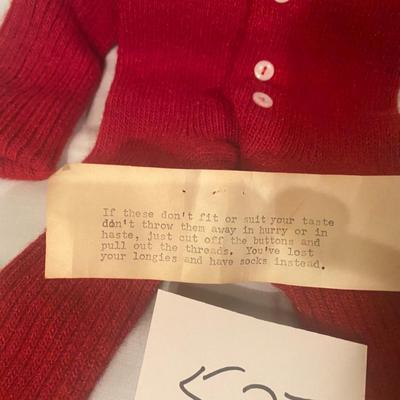 If these don't fit or suit your taste
don't throw them away in hurry or in
haste, just cut off the buttons and
pull out the threads. You've lost
your longies and have socks instead.